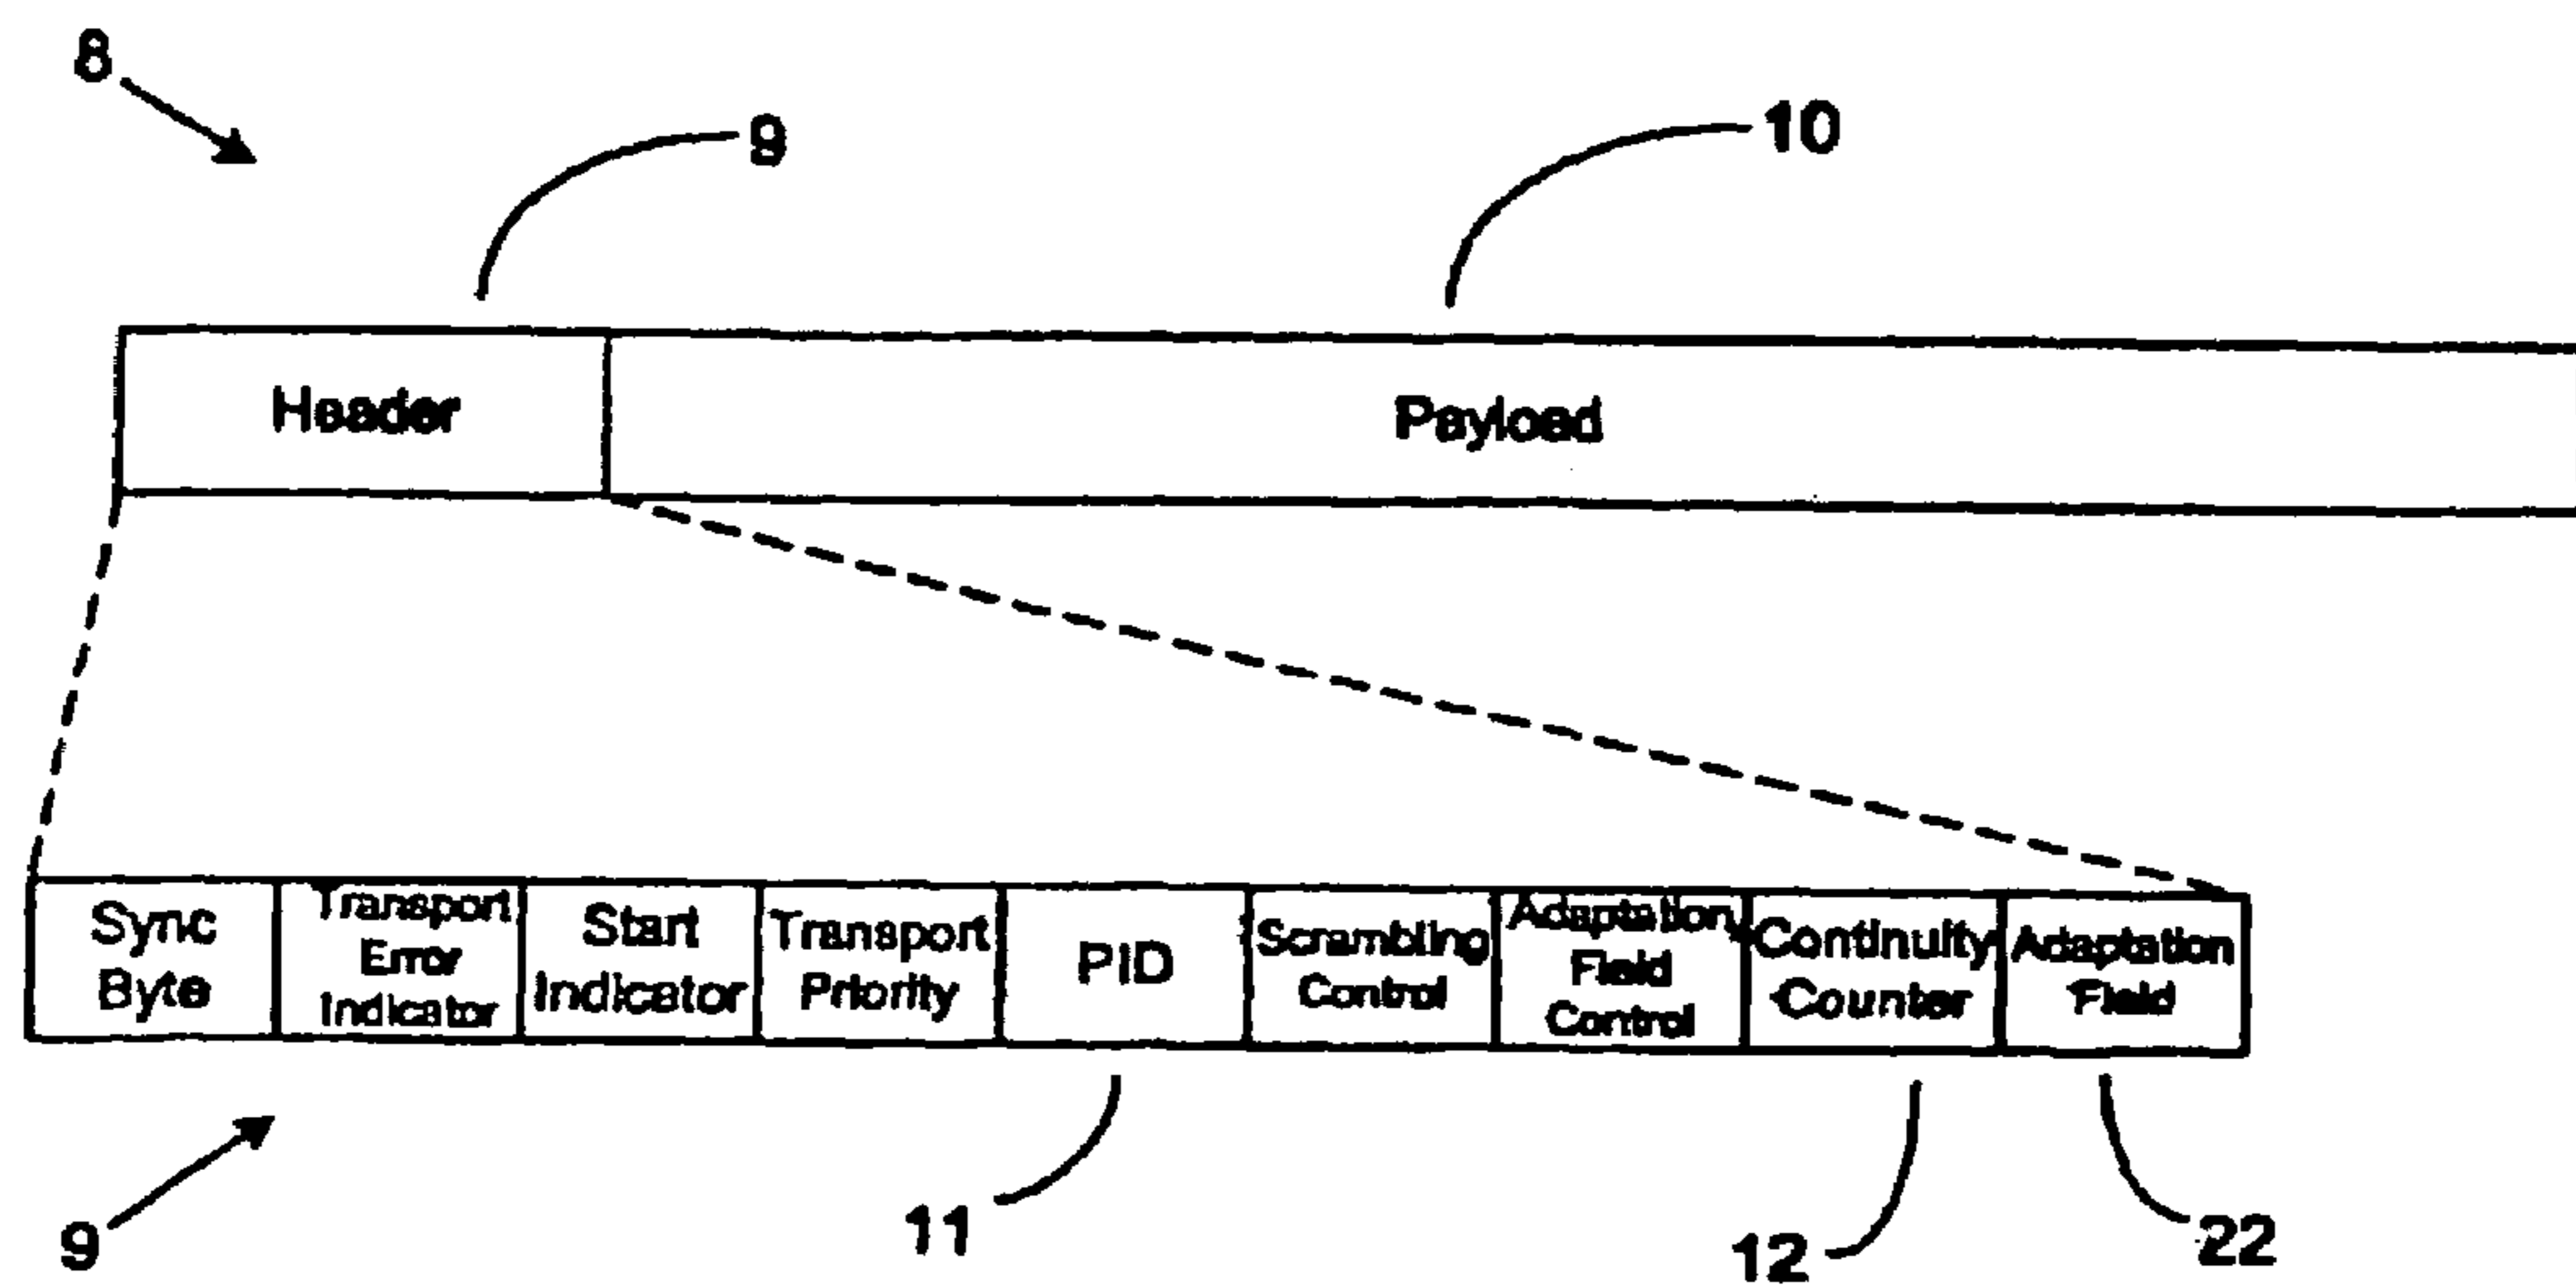 8
9
10
Header
Payload
Sync
Byte
Transport
Error
Indicator
Start
Indicator
Transport
Priority
PID
Scrambling
Control
Adaptation
Field
Control
Continuity
Counter
Adaptation
Field
9
11
12
22